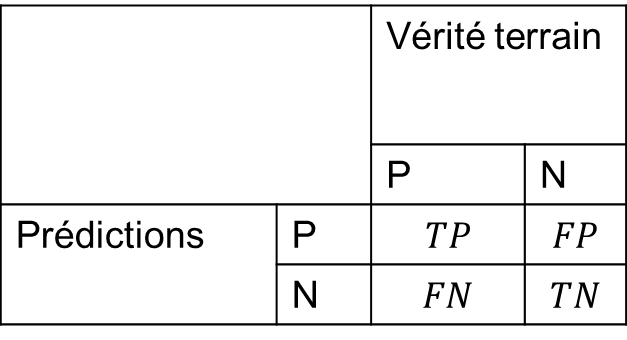 Vérité terrain
P N
Prédictions P TP FP
N FN TN